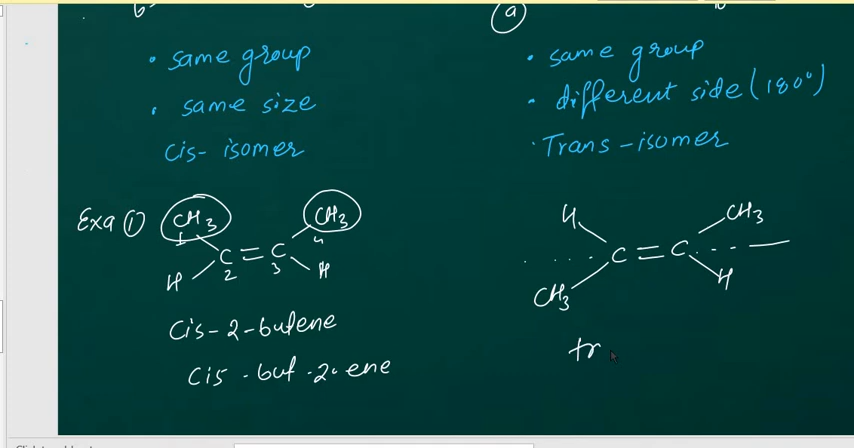 a
• same group
• same size
Cis- isomer
• same group
• different side (180°)
• Trans - isomer
Exa ① CH3 CH3
1 4
C = C
2 3
H H
Cis - 2 - butene
Cis - but - 2 - ene
H CH3
C = C
CH3 H
tr